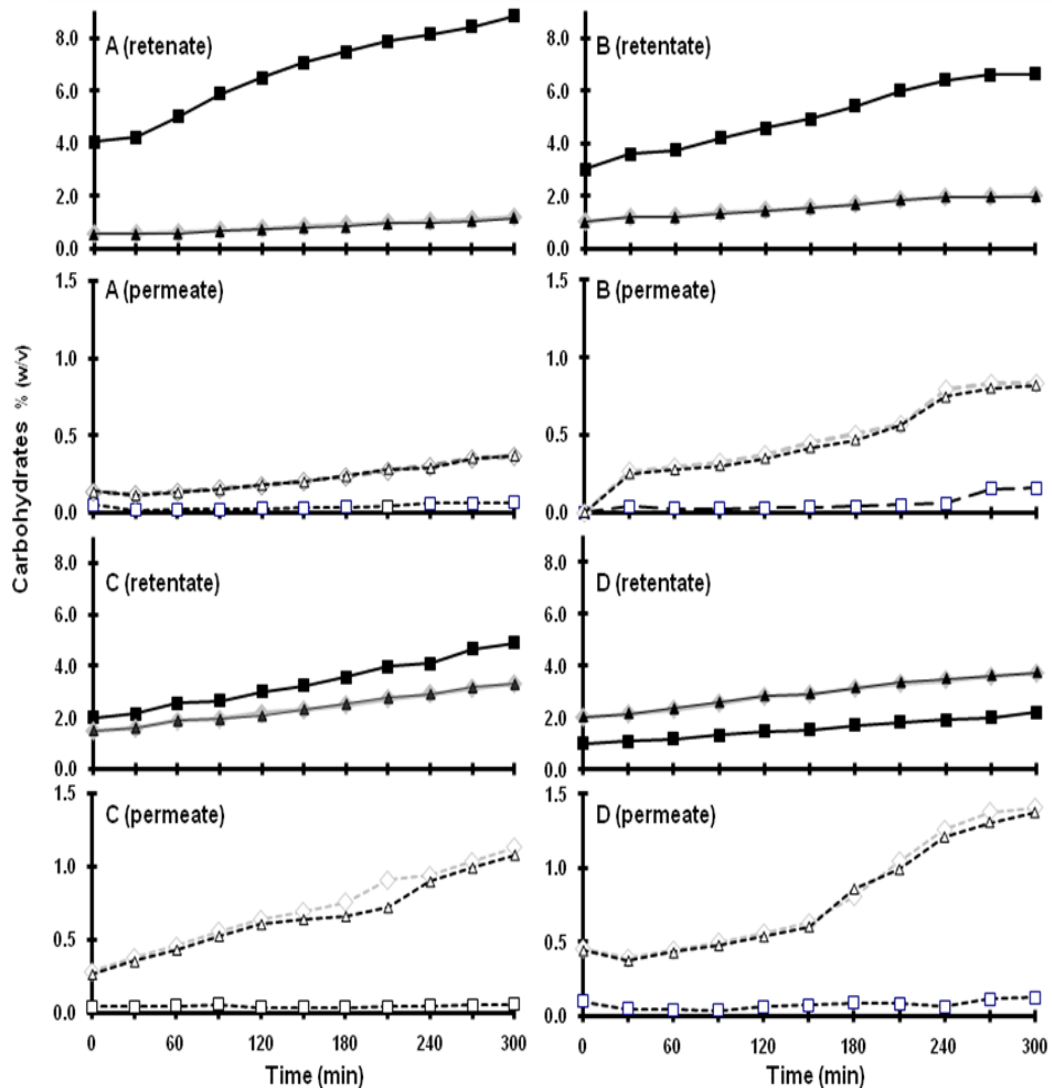 Carbohydrates % (w/v)
A (retenate)
8.0
6.0
4.0
2.0
0.0
B (retentate)
8.0
6.0
4.0
2.0
0.0
A (permeate)
1.5
1.0
0.5
0.0
B (permeate)
1.5
1.0
0.5
0.0
C (retentate)
8.0
6.0
4.0
2.0
0.0
D (retentate)
8.0
6.0
4.0
2.0
0.0
C (permeate)
1.5
1.0
0.5
0.0
0 60 120 180 240 300
Time (min)
D (permeate)
1.5
1.0
0.5
0.0
0 60 120 180 240 300
Time (min)